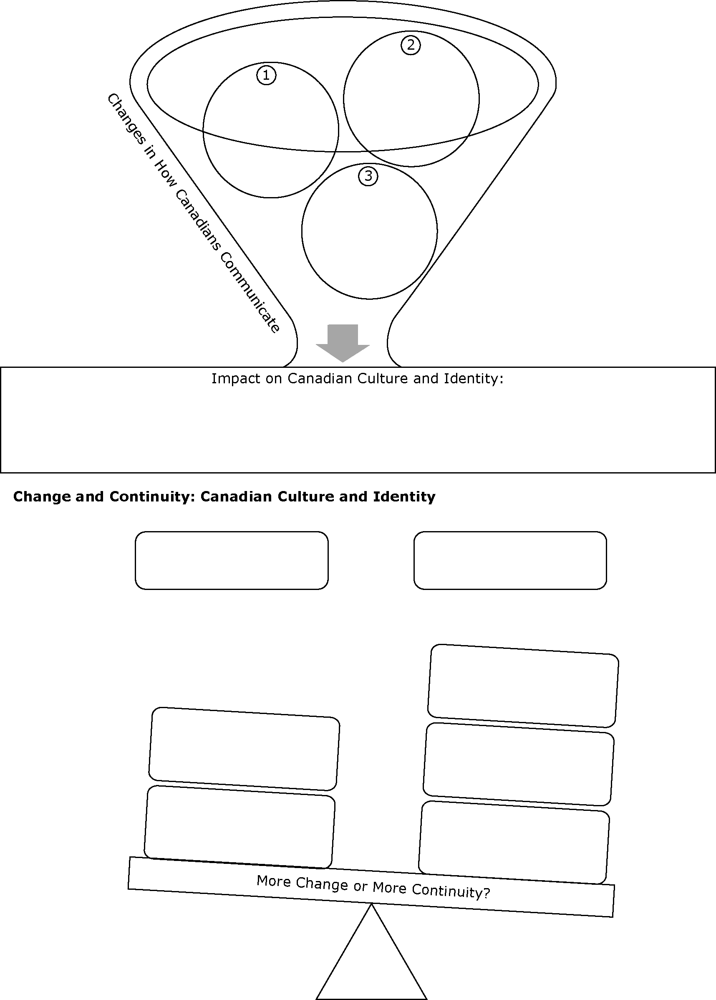 2
1
Changes in How Canadians Communicate
3
Impact on Canadian Culture and Identity:
Change and Continuity: Canadian Culture and Identity
More Change or More Continuity?